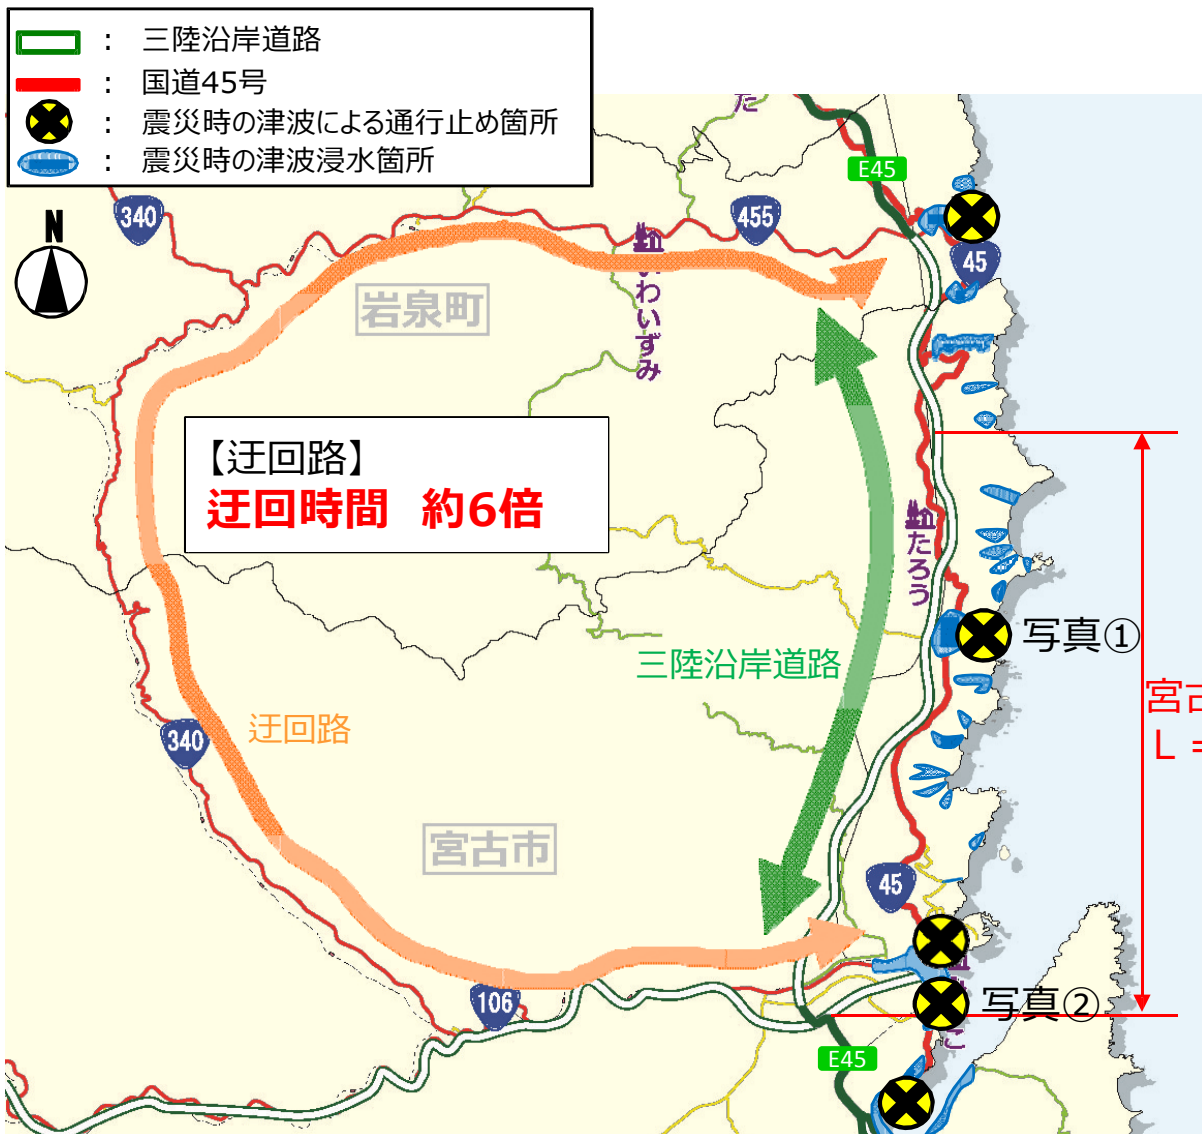 : 三陸沿岸道路
: 国道45号
: 震災時の津波による通行止め箇所
: 震災時の津波浸水箇所
た
E45
N
340
455
45
岩泉町
いわいずみ
【迂回路】
迂回時間 約6倍
たろう
写真①
三陸沿岸道路
宮古
L =
迂回路
340
宮古市
45
106
写真②
こ
E45